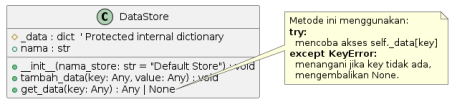 C DataStore
_data : dict ' Protected internal dictionary
nama : str
__init__(nama_store: str = "Default Store") : void
tambah_data(key: Any, value: Any) : void
get_data(key: Any) : Any | None
Metode ini menggunakan:
try:
mencoba akses self._data[key]
except KeyError:
menangani jika key tidak ada,
mengembalikan None.